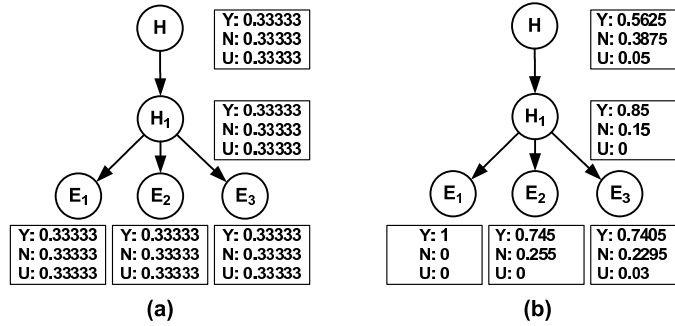 H
Y: 0.33333
N: 0.33333
U: 0.33333
H1
Y: 0.33333
N: 0.33333
U: 0.33333
E1
E2
E3
Y: 0.33333
N: 0.33333
U: 0.33333
Y: 0.33333
N: 0.33333
U: 0.33333
Y: 0.33333
N: 0.33333
U: 0.33333
(a)
H
Y: 0.5625
N: 0.3875
U: 0.05
H1
Y: 0.85
N: 0.15
U: 0
E1
E2
E3
Y: 1
N: 0
U: 0
Y: 0.745
N: 0.255
U: 0
Y: 0.7405
N: 0.2295
U: 0.03
(b)